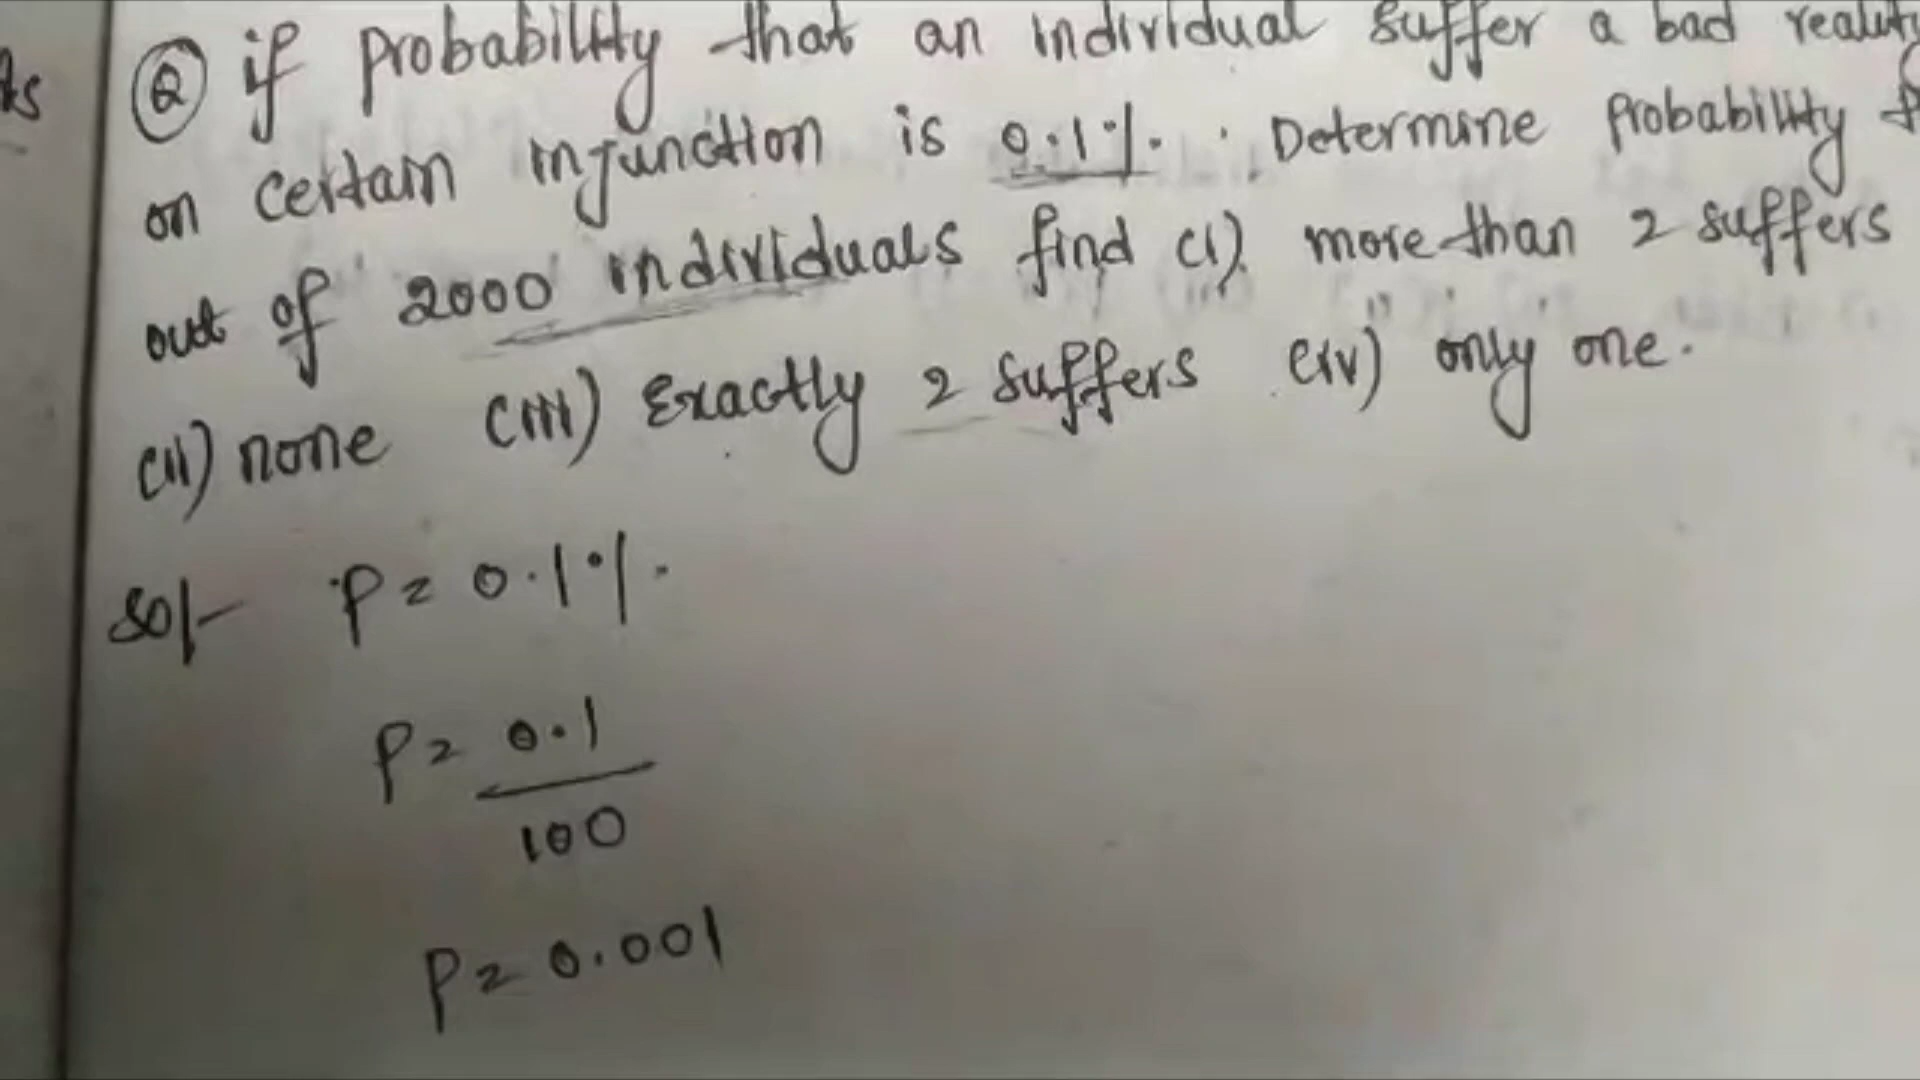 Q if probability that an individual suffer a bad reality
on certain injunction is 0.1%. Determine probability
out of 2000 individuals find (i) more than 2 suffers
(ii) none (iii) Exactly 2 suffers (iv) only one.
Sol- P = 0.1%.
P = 0.1
100
P = 0.001